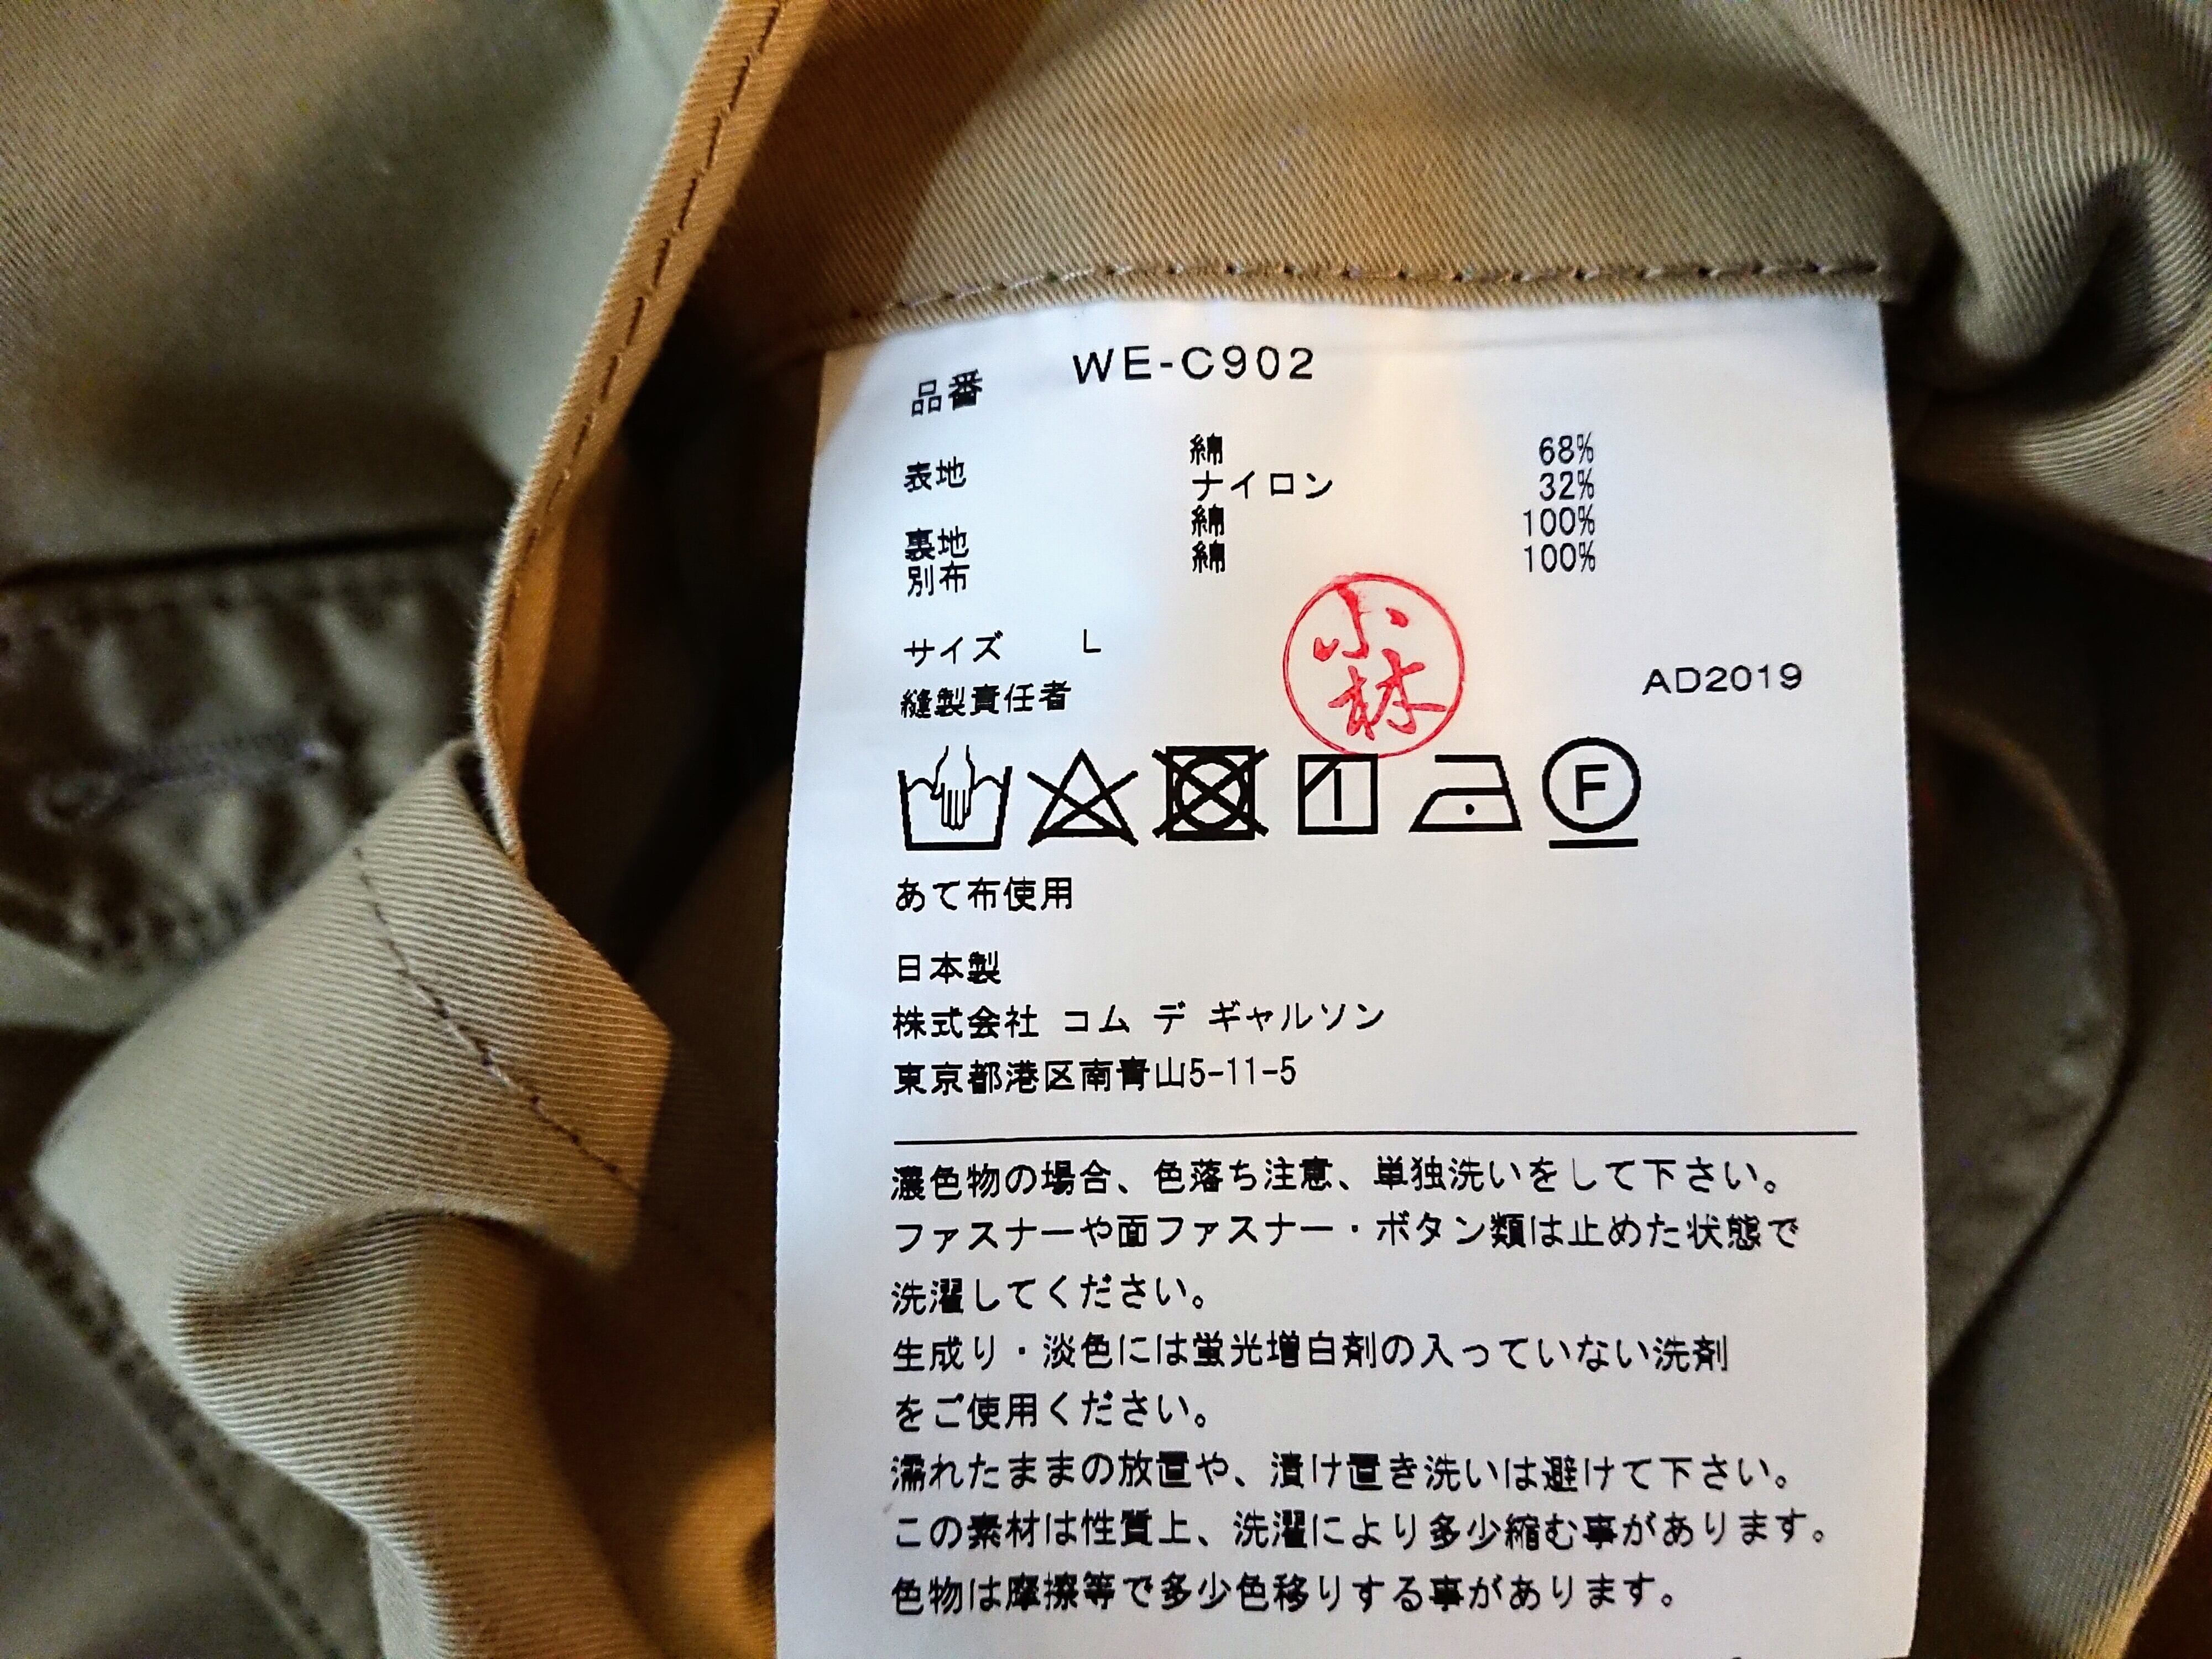 品番 WE-C902
表地 綿 68%
ナイロン 32%
裏地 綿 100%
別布 綿 100%
サイズ L
小林
縫製責任者
AD2019
F
あて布使用
日本製
株式会社 コム デ ギャルソン
東京都港区南青山5-11-5
濃色物の場合、色落ち注意、単独洗いをして下さい。
ファスナーや面ファスナー・ボタン類は止めた状態で
洗濯してください。
生成り・淡色には蛍光増白剤の入っていない洗剤
をご使用ください。
濡れたままの放置や、漬け置き洗いは避けて下さい。
この素材は性質上、洗濯により多少縮む事があります。
色物は摩擦等で多少色移りする事があります。